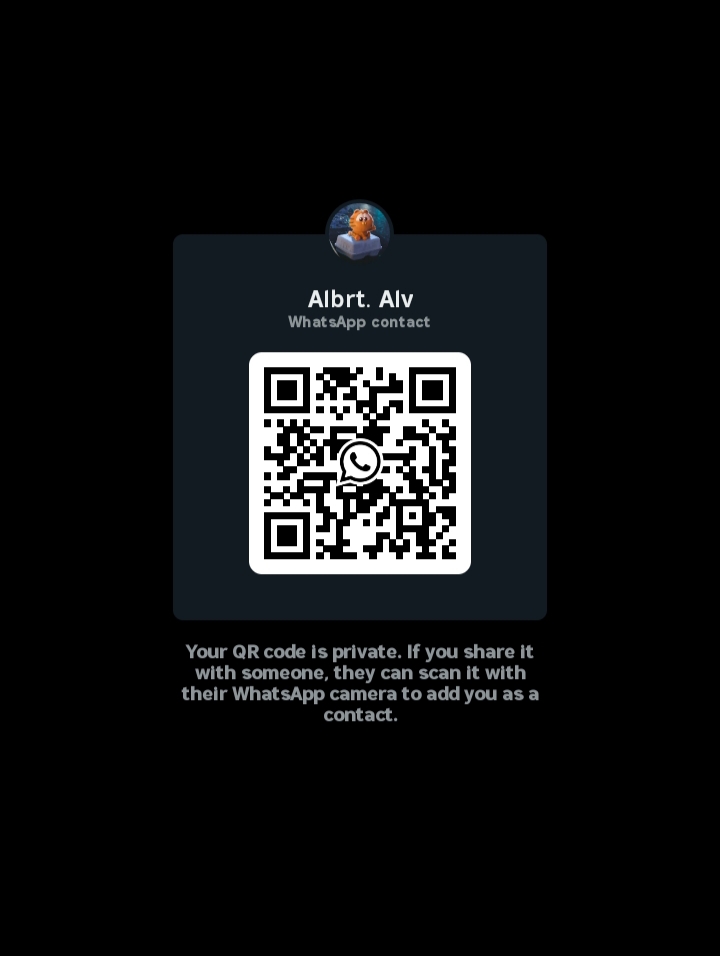 Albrt. Alv
WhatsApp contact
Your QR code is private. If you share it
with someone, they can scan it with
their WhatsApp camera to add you as a
contact.